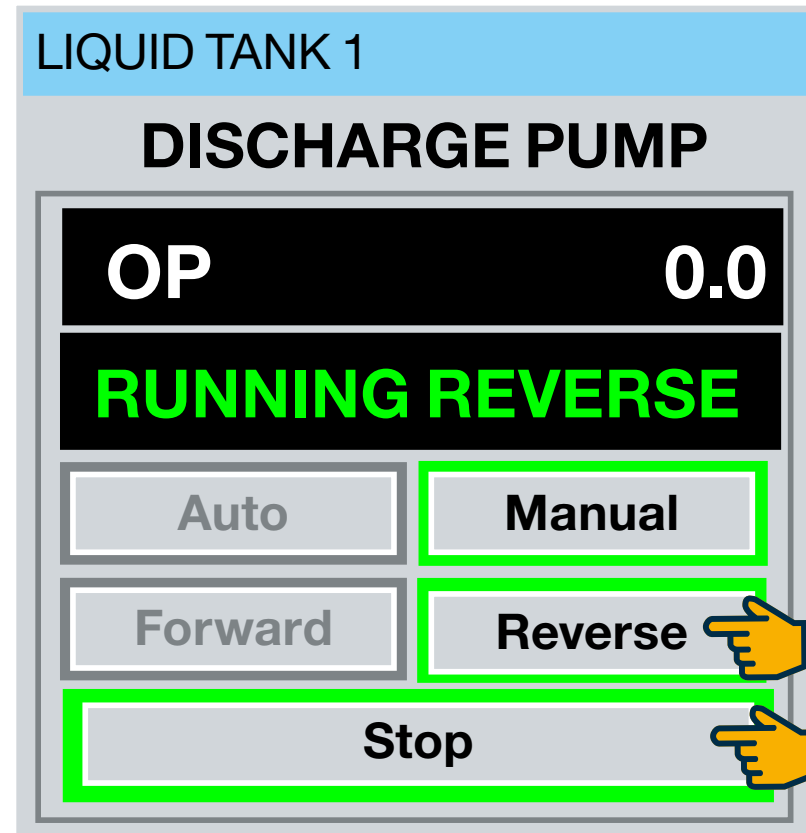 LIQUID TANK 1
DISCHARGE PUMP
OP 0.0
RUNNING REVERSE
Auto Manual
Forward Reverse
Stop